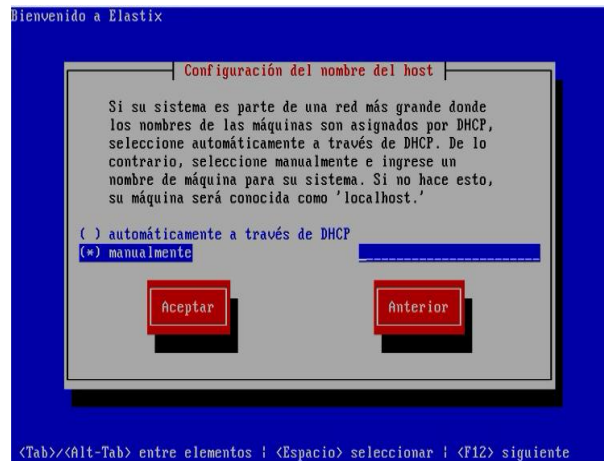 Bienvenido a Elastix
Configuración del nombre del host
Si su sistema es parte de una red más grande donde
los nombres de las máquinas son asignados por DHCP,
seleccione automáticamente a través de DHCP. De lo
contrario, seleccione manualmente e ingrese un
nombre de máquina para su sistema. Si no hace esto,
su máquina será conocida como 'localhost.'
( ) automáticamente a través de DHCP
(*) manualmente
Aceptar
Anterior
<Tab>/<Alt-Tab> entre elementos ¦ <Espacio> seleccionar ¦ <F12> siguiente